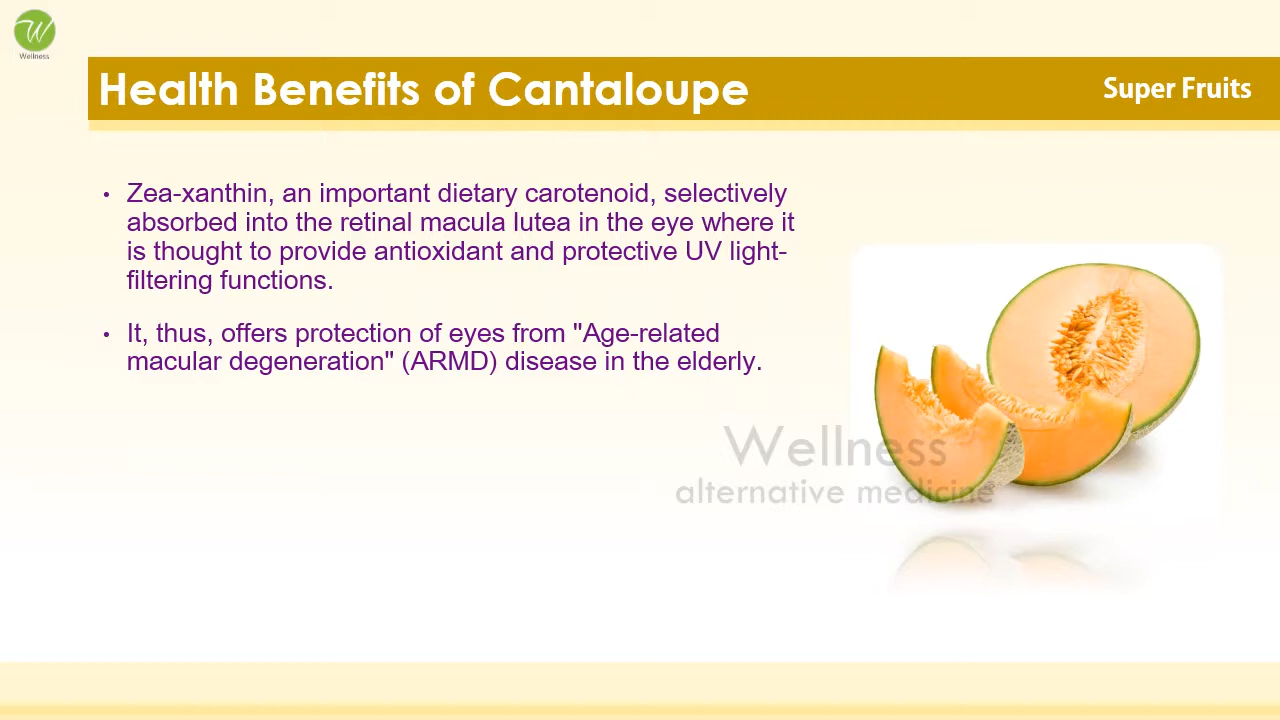 W
Wellness
Health Benefits of Cantaloupe
Super Fruits
• Zea-xanthin, an important dietary carotenoid, selectively
absorbed into the retinal macula lutea in the eye where it
is thought to provide antioxidant and protective UV light-
filtering functions.
• It, thus, offers protection of eyes from "Age-related
macular degeneration" (ARMD) disease in the elderly.
Wellness
alternative medicine